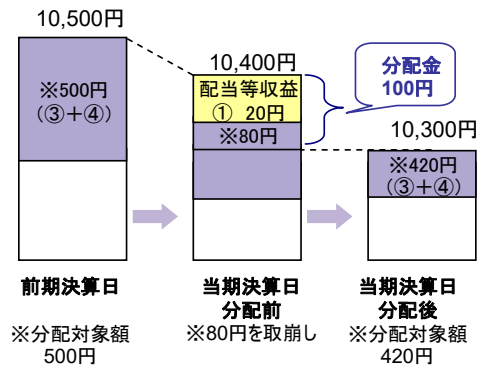 10,500円
※500円
（③＋④）
前期決算日
※分配対象額
500円
10,400円
配当等収益
① 20円
※80円
分配金
100円
当期決算日
分配前
※80円を取崩し
10,300円
※420円
（③＋④）
当期決算日
分配後
※分配対象額
420円